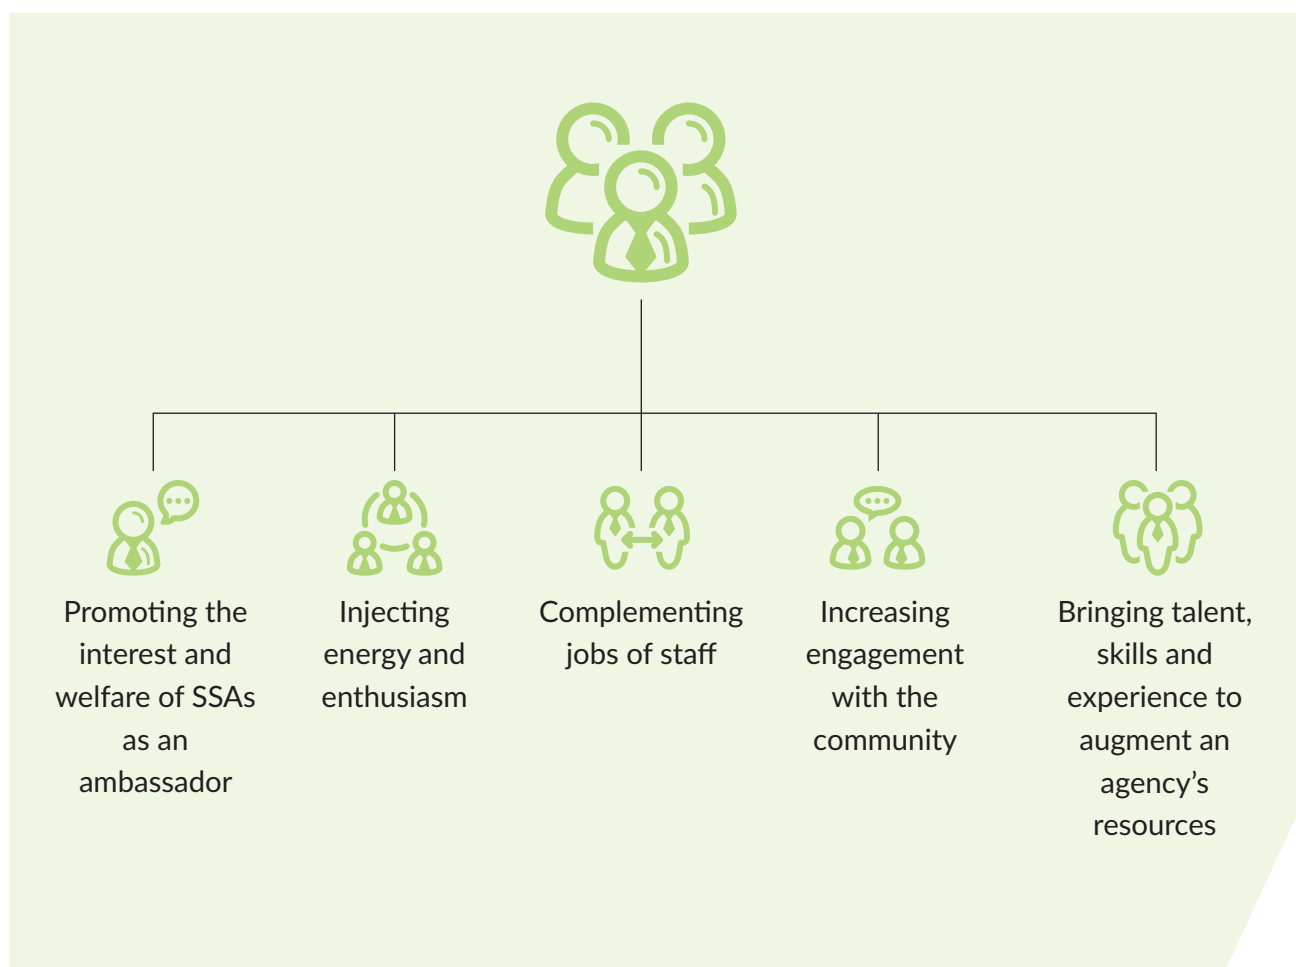 Promoting the
interest and
welfare of SSAs
as an
ambassador
Injecting
energy and
enthusiasm
Complementing
jobs of staff
Increasing
engagement
with the
community
Bringing talent,
skills and
experience to
augment an
agency’s
resources